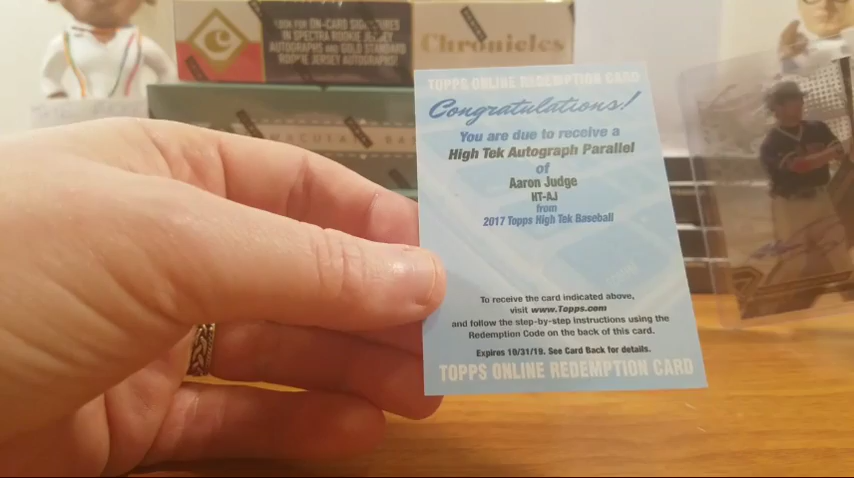 LOOK FOR ON-CARD SIGNATURES
IN SPECTRA ROOKIE JERSEY
AUTOGRAPHS AND GOLD STANDARD
ROOKIE JERSEY AUTOGRAPHS!
Chronicles
TOPPS ONLINE REDEMPTION CARD
Congratulations!
You are due to receive a
High Tek Autograph Parallel
of
Aaron Judge
HT-AJ
from
2017 Topps High Tek Baseball
To receive the card indicated above,
visit www.Topps.com
and follow the step-by-step instructions using the
Redemption Code on the back of this card.
Expires 10/31/19. See Card Back for details.
TOPPS ONLINE REDEMPTION CARD